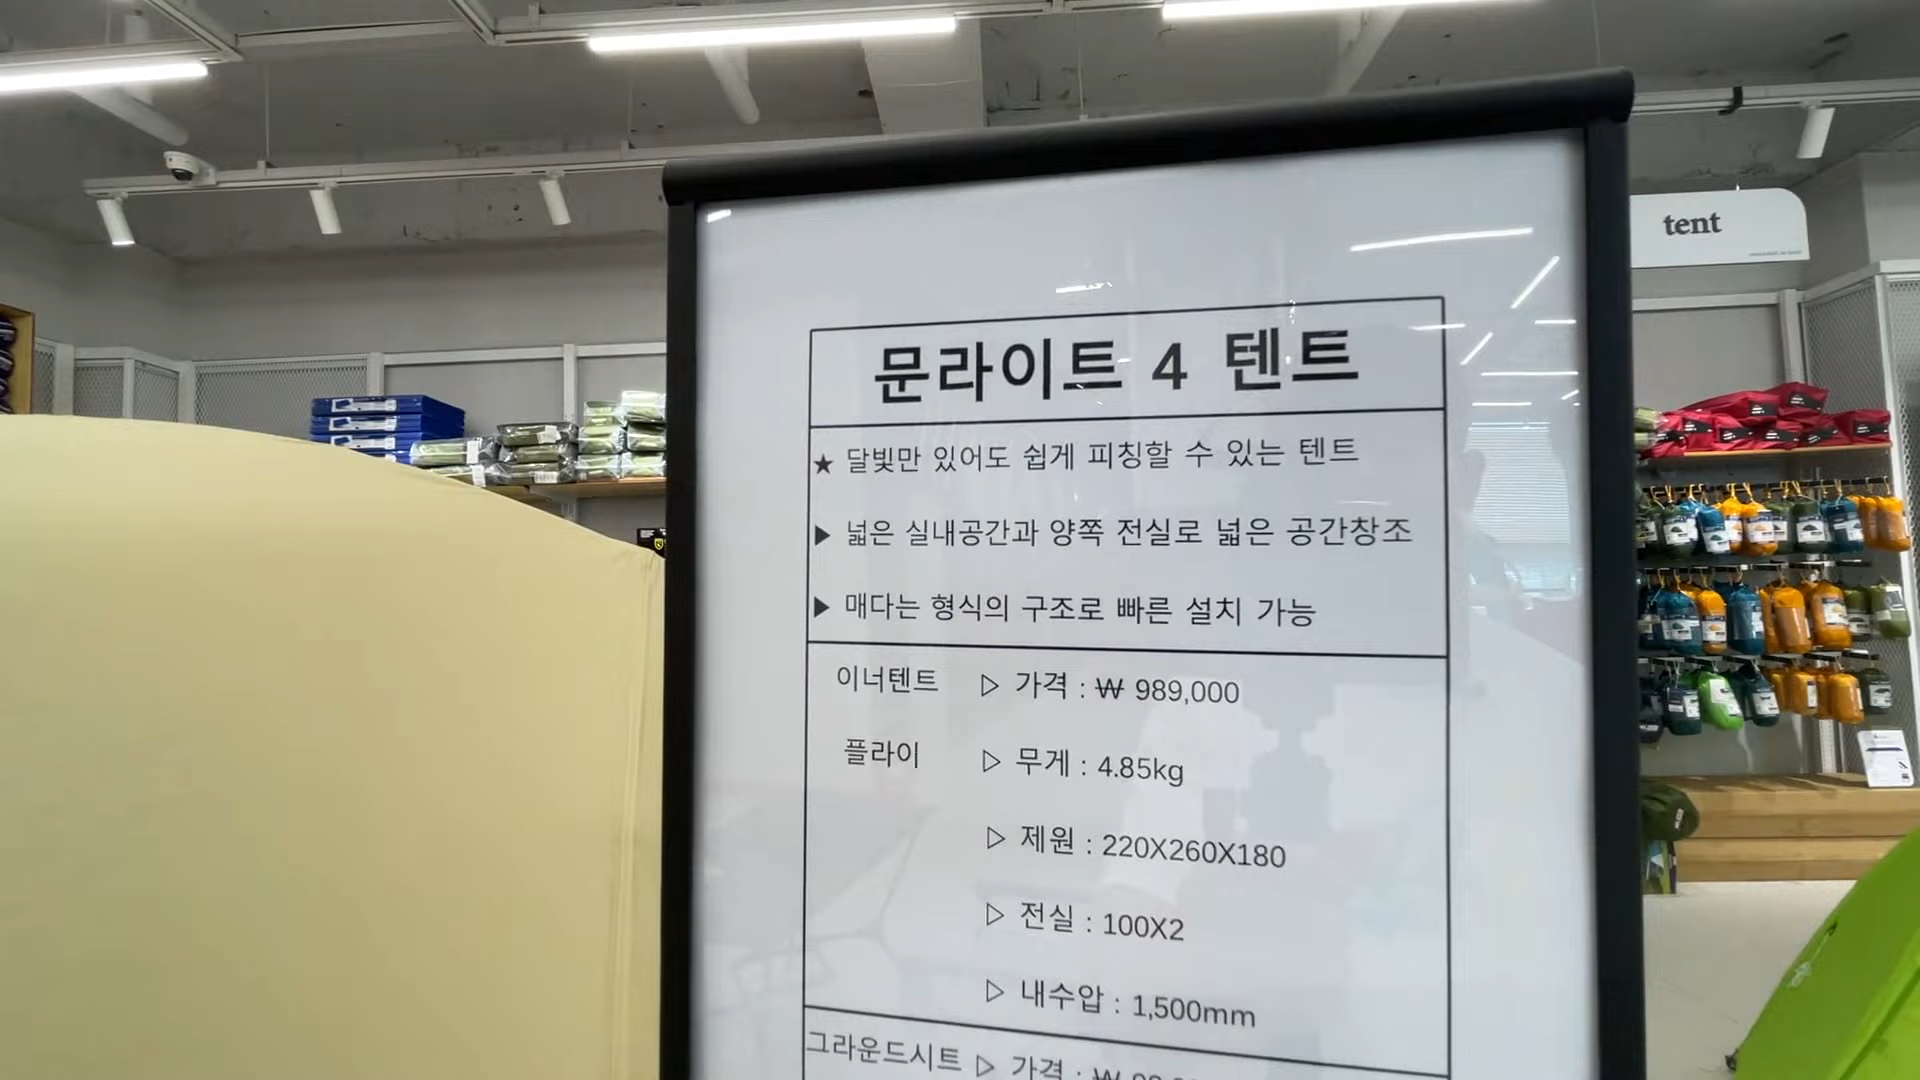 tent
문라이트 4 텐트
★ 달빛만 있어도 쉽게 피칭할 수 있는 텐트
▶ 넓은 실내공간과 양쪽 전실로 넓은 공간창조
▶ 매다는 형식의 구조로 빠른 설치 가능
이너텐트 ▷ 가격 : ₩ 989,000
플라이 ▷ 무게 : 4.85kg
▷ 제원 : 220X260X180
▷ 전실 : 100X2
▷ 내수압 : 1,500mm
그라운드시트 ▷ 가격 : ₩